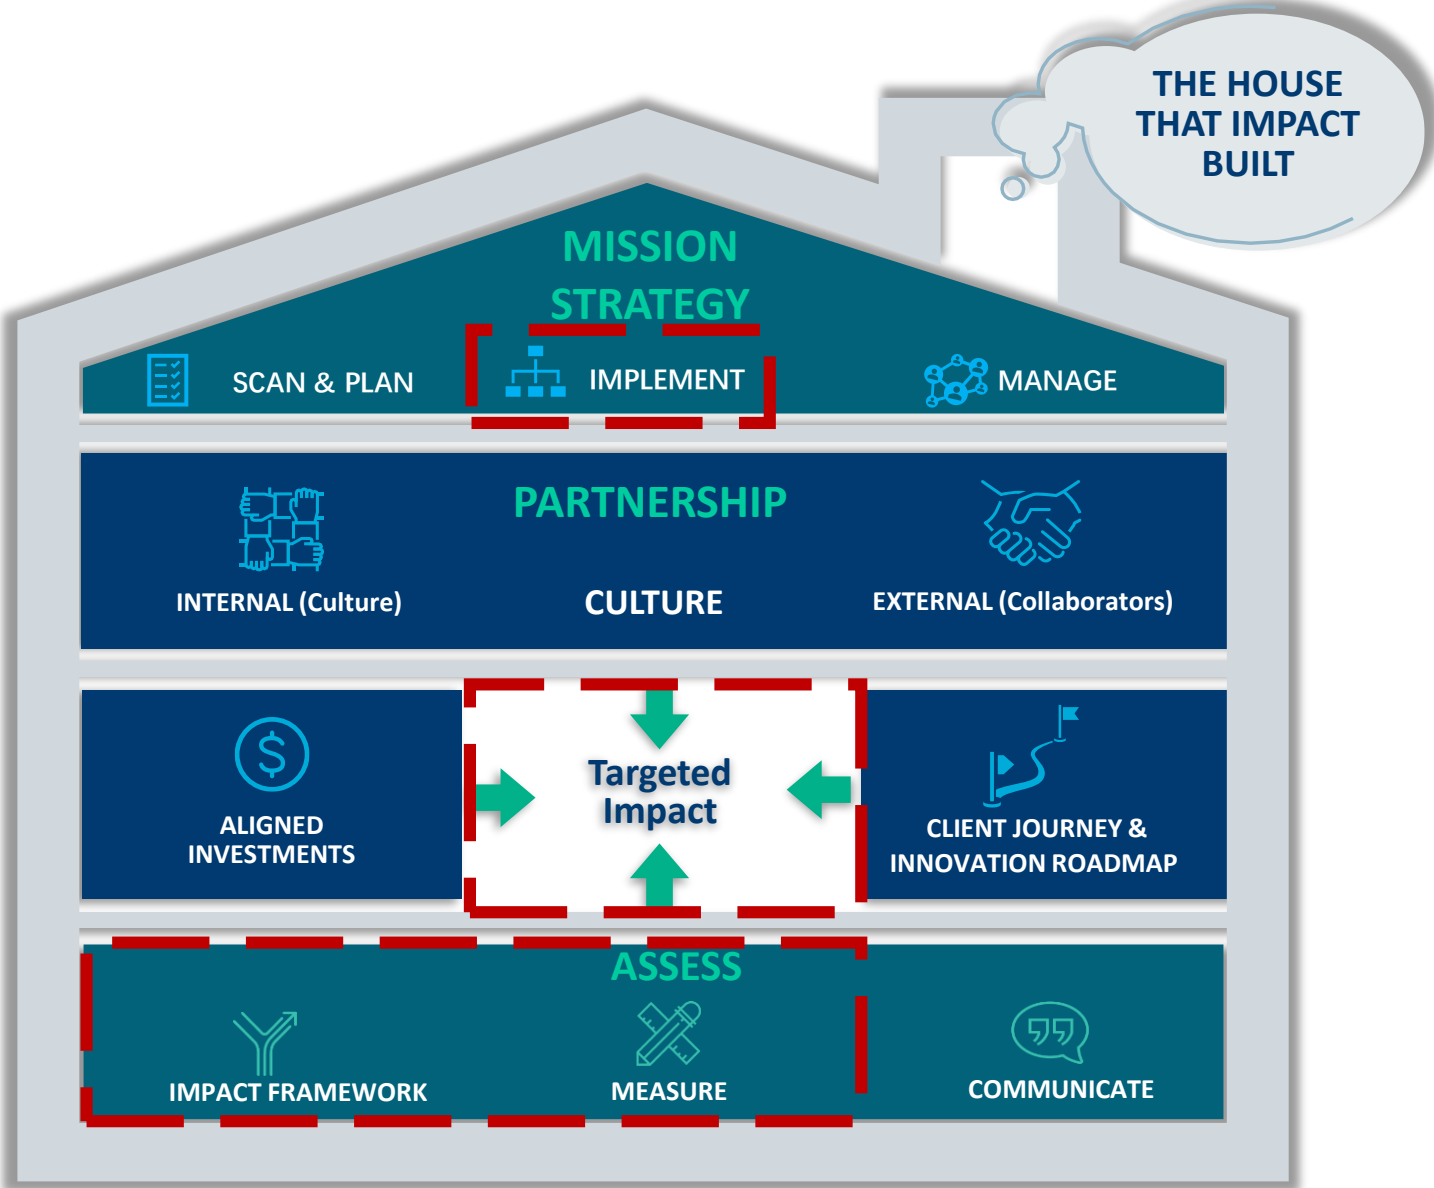 THE HOUSE
THAT IMPACT
BUILT
MISSION
STRATEGY
SCAN & PLAN
IMPLEMENT
MANAGE
PARTNERSHIP
INTERNAL (Culture)
CULTURE
EXTERNAL (Collaborators)
ALIGNED
INVESTMENTS
Targeted
Impact
CLIENT JOURNEY &
INNOVATION ROADMAP
ASSESS
IMPACT FRAMEWORK
MEASURE
COMMUNICATE